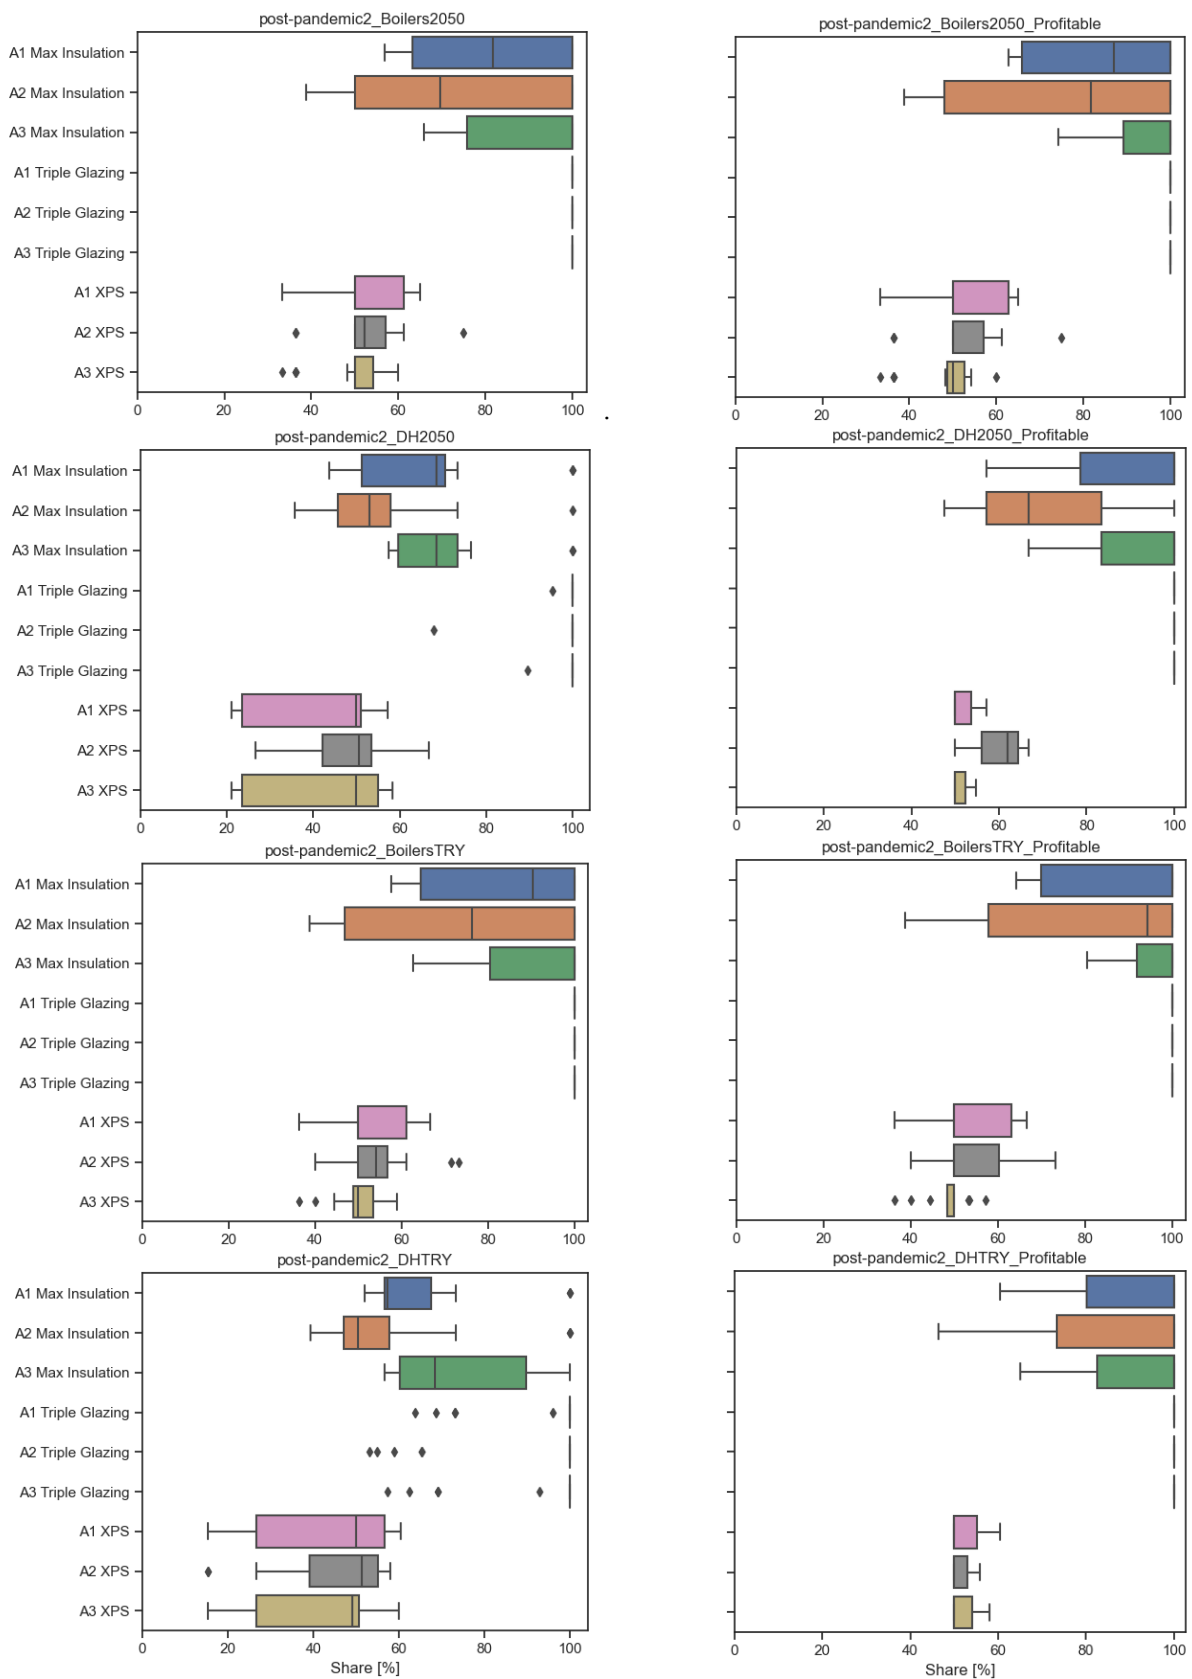 post-pandemic2_Boilers2050
A1 Max Insulation
A2 Max Insulation
A3 Max Insulation
A1 Triple Glazing
A2 Triple Glazing
A3 Triple Glazing
A1 XPS
A2 XPS
A3 XPS
0 20 40 60 80 100
post-pandemic2_Boilers2050_Profitable
0 20 40 60 80 100
.
post-pandemic2_DH2050
A1 Max Insulation
A2 Max Insulation
A3 Max Insulation
A1 Triple Glazing
A2 Triple Glazing
A3 Triple Glazing
A1 XPS
A2 XPS
A3 XPS
0 20 40 60 80 100
post-pandemic2_DH2050_Profitable
0 20 40 60 80 100
post-pandemic2_BoilersTRY
A1 Max Insulation
A2 Max Insulation
A3 Max Insulation
A1 Triple Glazing
A2 Triple Glazing
A3 Triple Glazing
A1 XPS
A2 XPS
A3 XPS
0 20 40 60 80 100
post-pandemic2_BoilersTRY_Profitable
0 20 40 60 80 100
post-pandemic2_DHTRY
A1 Max Insulation
A2 Max Insulation
A3 Max Insulation
A1 Triple Glazing
A2 Triple Glazing
A3 Triple Glazing
A1 XPS
A2 XPS
A3 XPS
0 20 40 60 80 100
Share [%]
post-pandemic2_DHTRY_Profitable
0 20 40 60 80 100
Share [%]